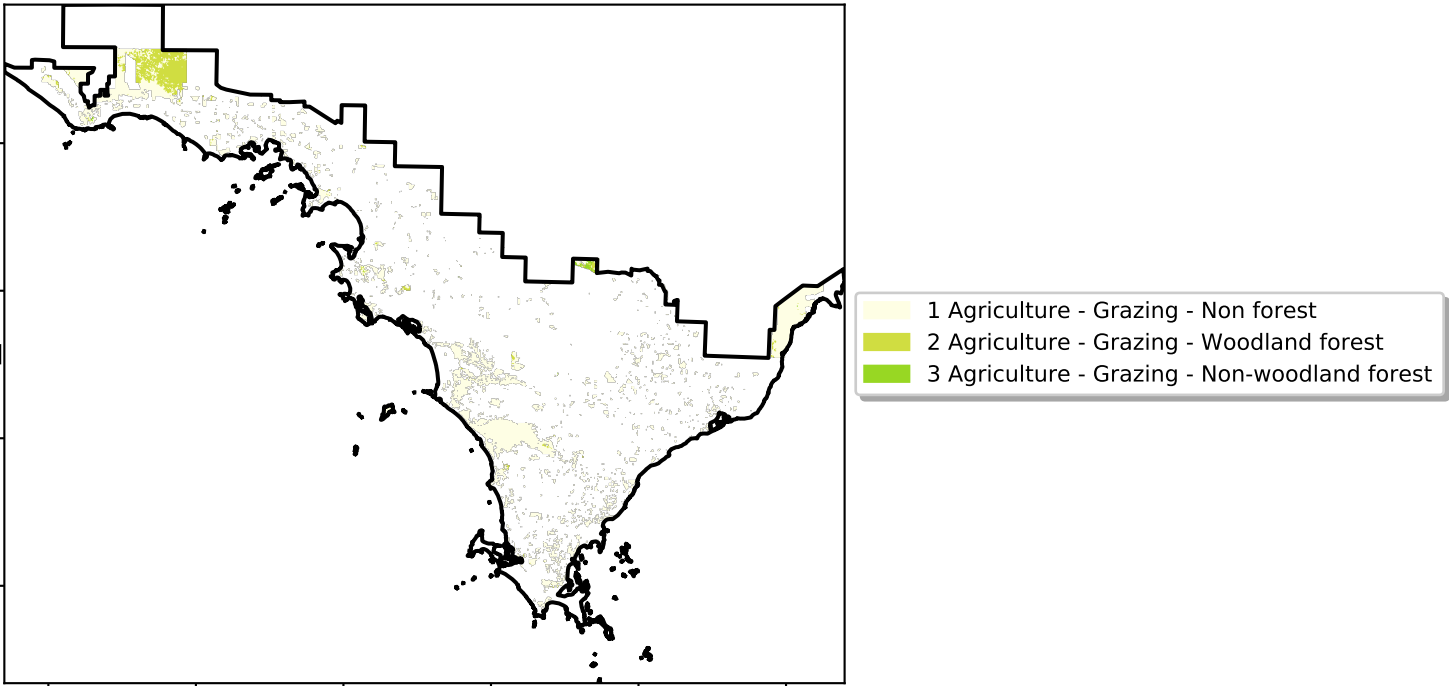 1 Agriculture - Grazing - Non forest
2 Agriculture - Grazing - Woodland forest
3 Agriculture - Grazing - Non-woodland forest